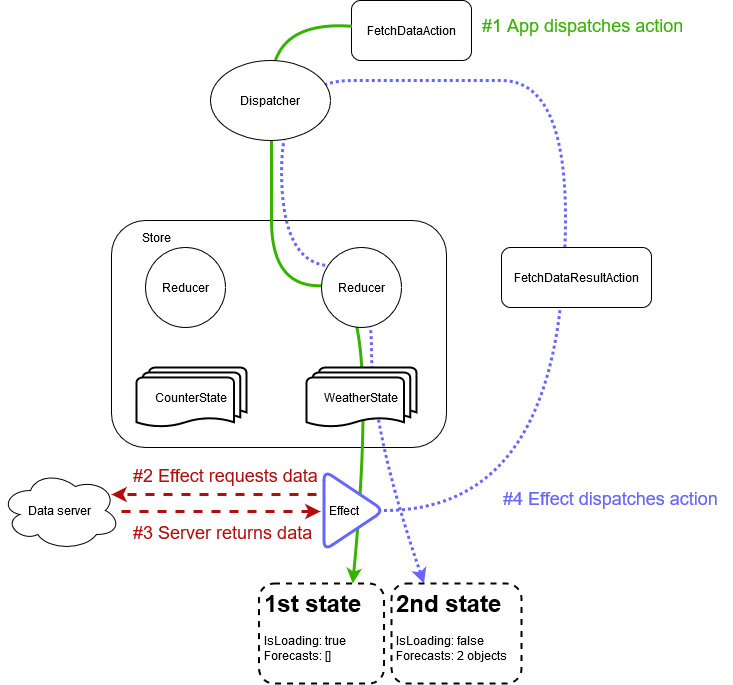 FetchDataAction
#1 App dispatches action
Dispatcher
Store
Reducer
Reducer
FetchDataResultAction
CounterState
WeatherState
#2 Effect requests data
Data server
Effect
#4 Effect dispatches action
#3 Server returns data
1st state
IsLoading: true
Forecasts: []
2nd state
IsLoading: false
Forecasts: 2 objects